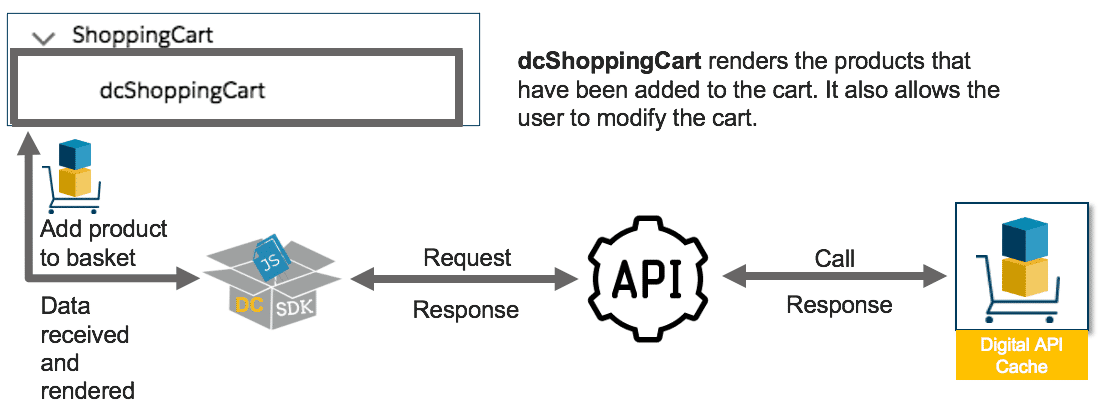 ShoppingCart
dcShoppingCart
dcShoppingCart renders the products that
have been added to the cart. It also allows the
user to modify the cart.
Add product
to basket
Data
received
and
rendered
JS
DC
SDK
Request
Response
API
Call
Response
Digital API
Cache